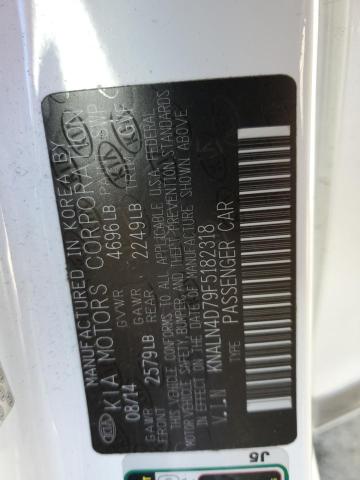 MANUFACTURED IN KOREA BY
KIA MOTORS CORPORATION
08/14 GVWR 4696LB
GAWR FRONT 2579LB GAWR REAR 2249LB
THIS VEHICLE CONFORMS TO ALL APPLICABLE U.S.A. FEDERAL
MOTOR VEHICLE SAFETY, BUMPER, AND THEFT PREVENTION STANDARDS
IN EFFECT ON THE DATE OF MANUFACTURE SHOWN ABOVE
V.I.N KNALN4D79F5182318
TYPE PASSENGER CAR
J5